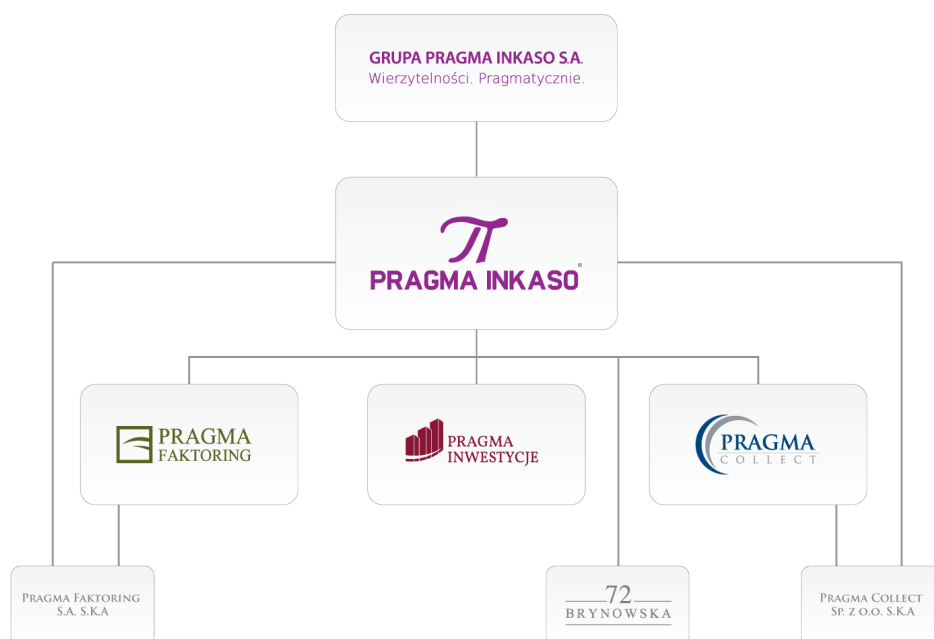 GRUPA PRAGMA INKASO S.A.
Wierzytelności. Pragmatycznie.
PRAGMA INKASO®
PRAGMA
FAKTORING
PRAGMA
INWESTYCJE
PRAGMA
COLLECT
PRAGMA FAKTORING
S.A. S.K.A
72
BRYNOWSKA
PRAGMA COLLECT
SP. Z O.O. S.K.A